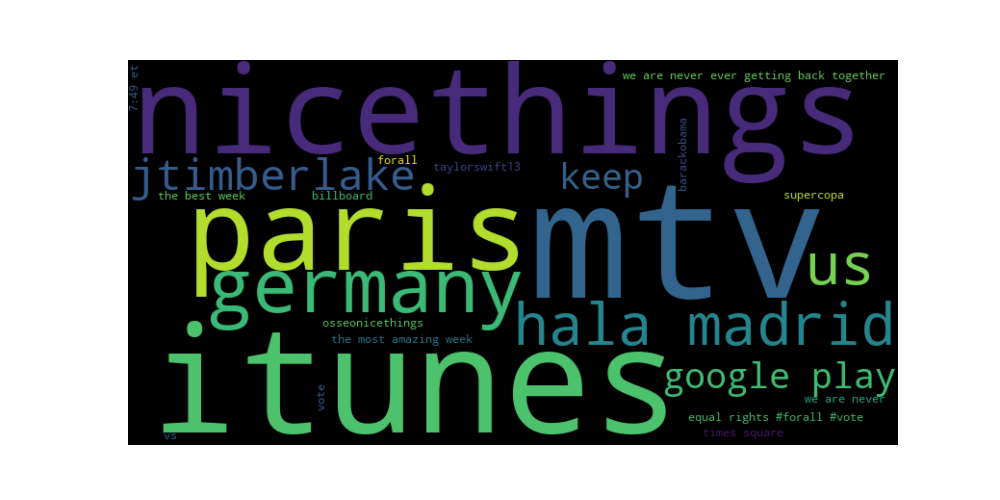 7:49 et
nicethings
we are never ever getting back together
jtimberlake
forall
taylorswift13
keep
barackobama
the best week
billboard
supercopa
paris
mtv
us
germany
hala madrid
osseonicethings
the most amazing week
itunes
google play
vote
we are never
equal rights #forall #vote
times square
vs